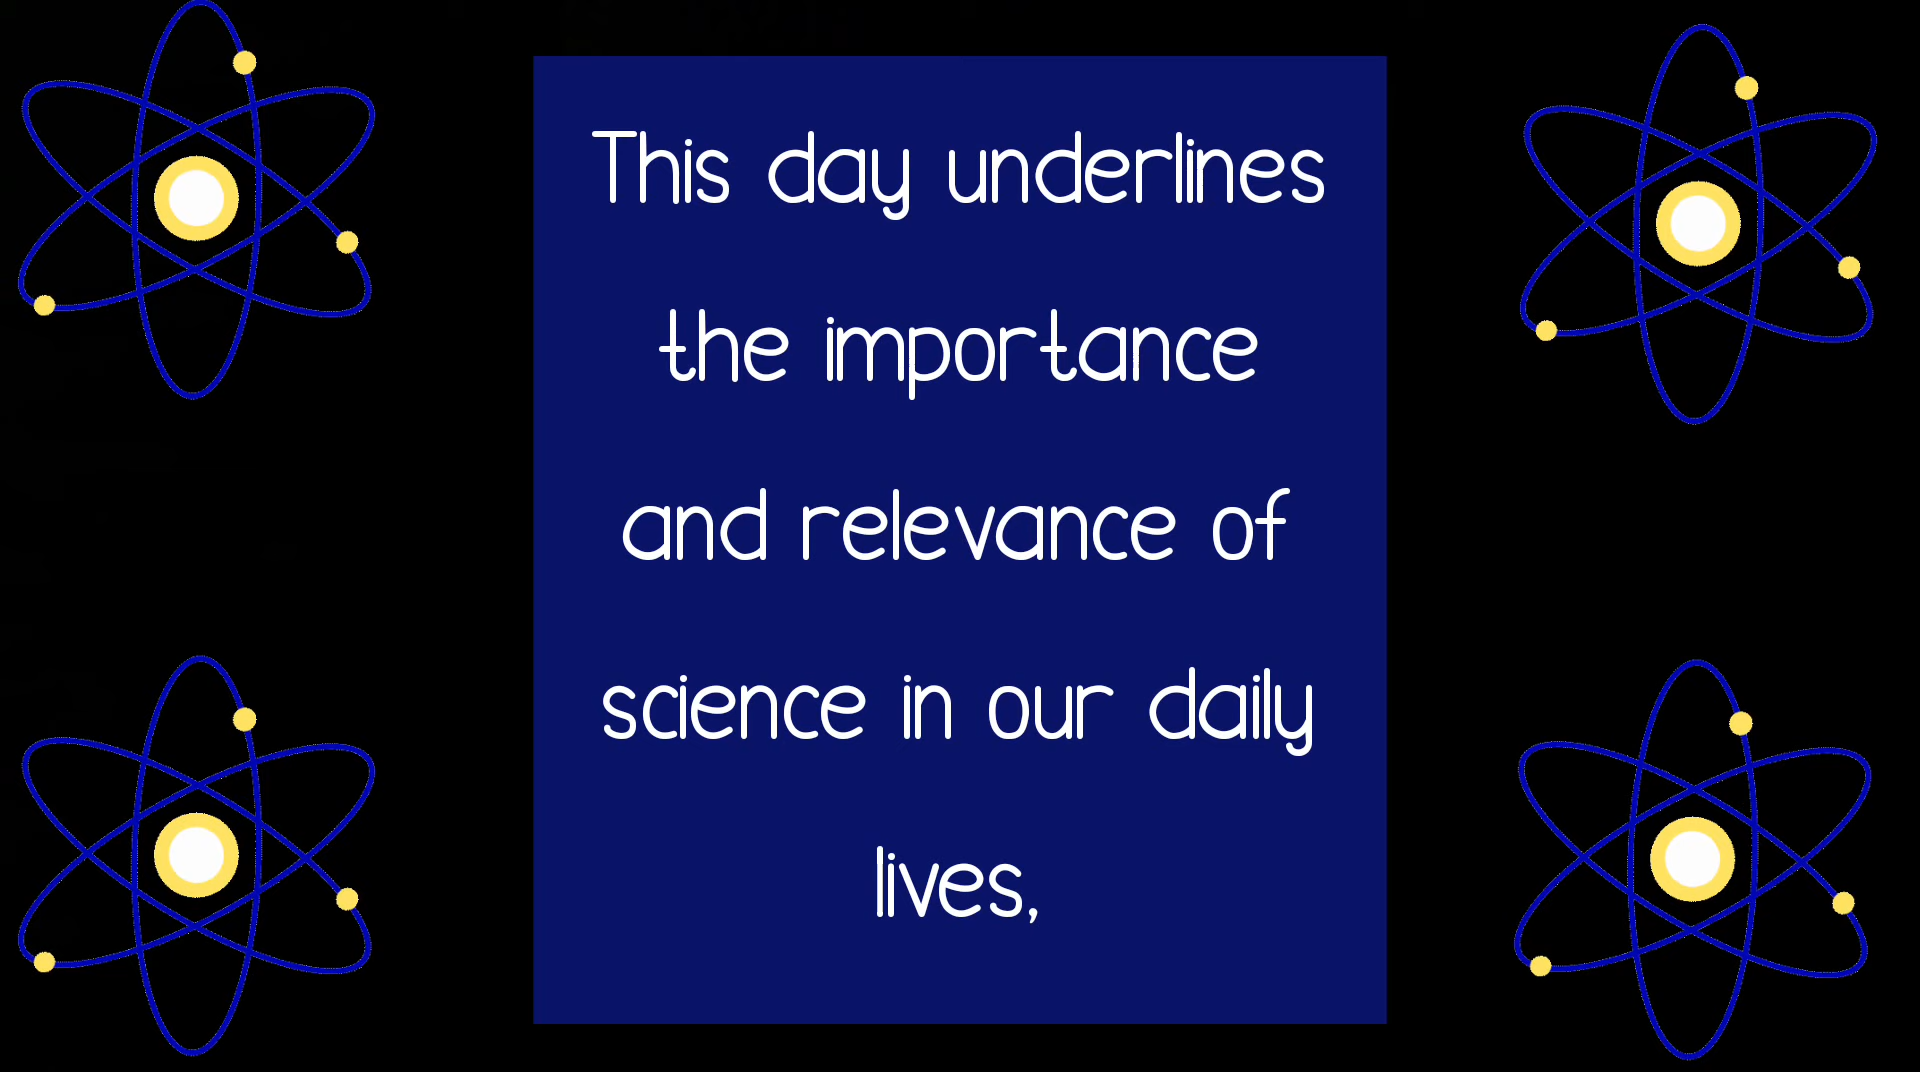 This day underlines
the importance
and relevance of
science in our daily
lives,